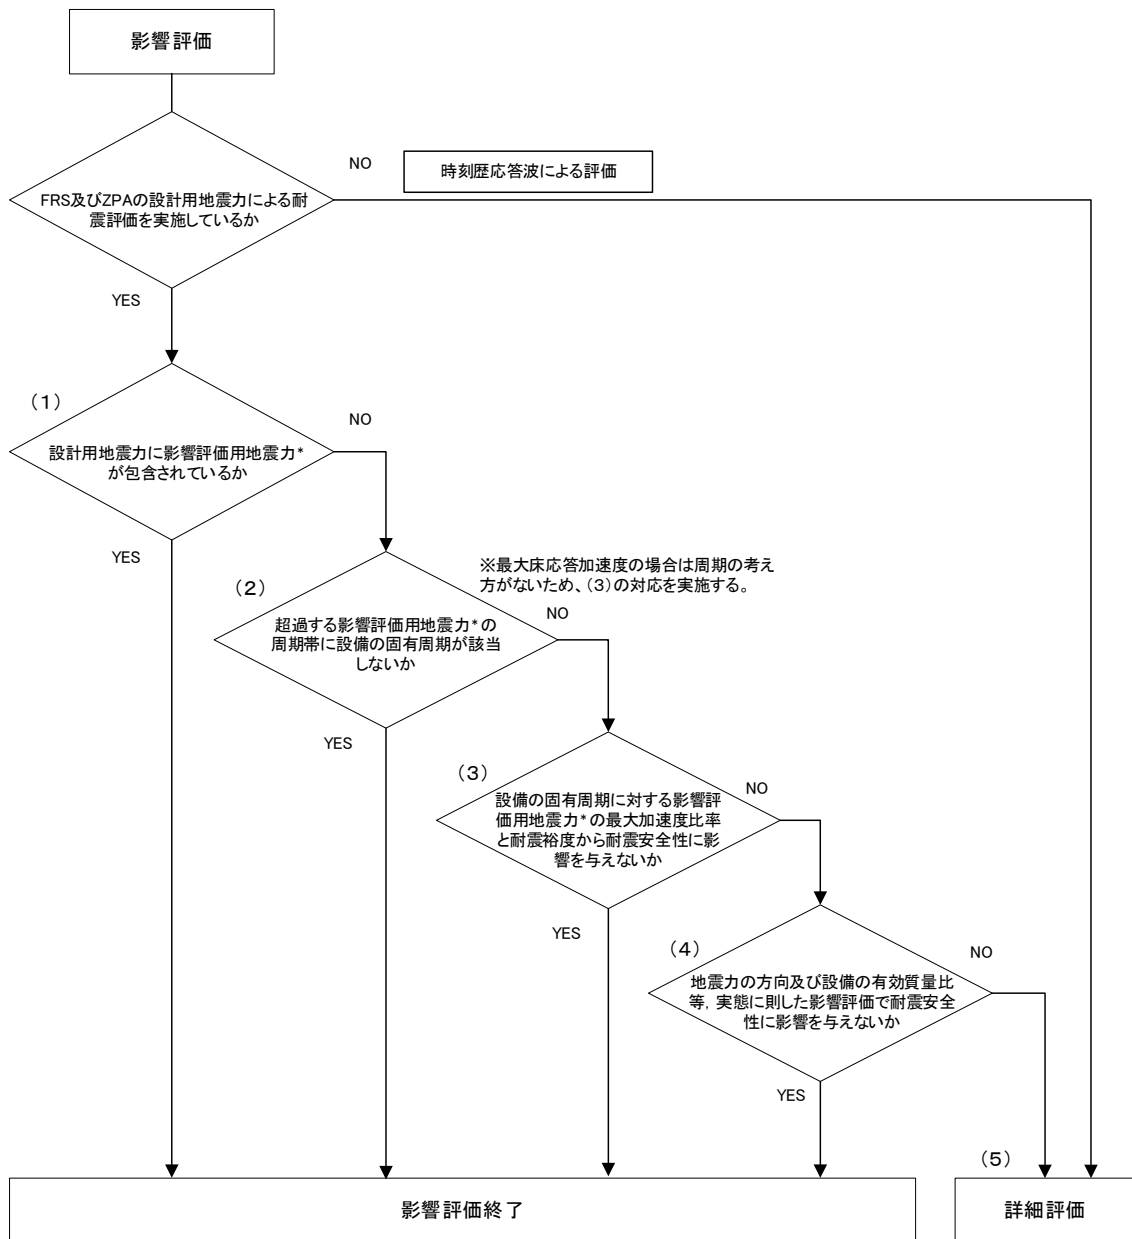 影響評価
NO
時刻歴応答波による評価
FRS及びZPAの設計用地震力による耐
震評価を実施しているか
YES
(1)
NO
設計用地震力に影響評価用地震力*
が包含されているか
YES
※最大床応答加速度の場合は周期の考え
方がないため、(3)の対応を実施する。
(2)
NO
超過する影響評価用地震力*の
周期帯に設備の固有周期が該当
しないか
YES
(3)
NO
設備の固有周期に対する影響評
価用地震力*の最大加速度比率
と耐震裕度から耐震安全性に影
響を与えないか
YES
(4)
NO
地震力の方向及び設備の有効質量比
等,実態に則した影響評価で耐震安全
性に影響を与えないか
YES
(5)
影響評価終了
詳細評価